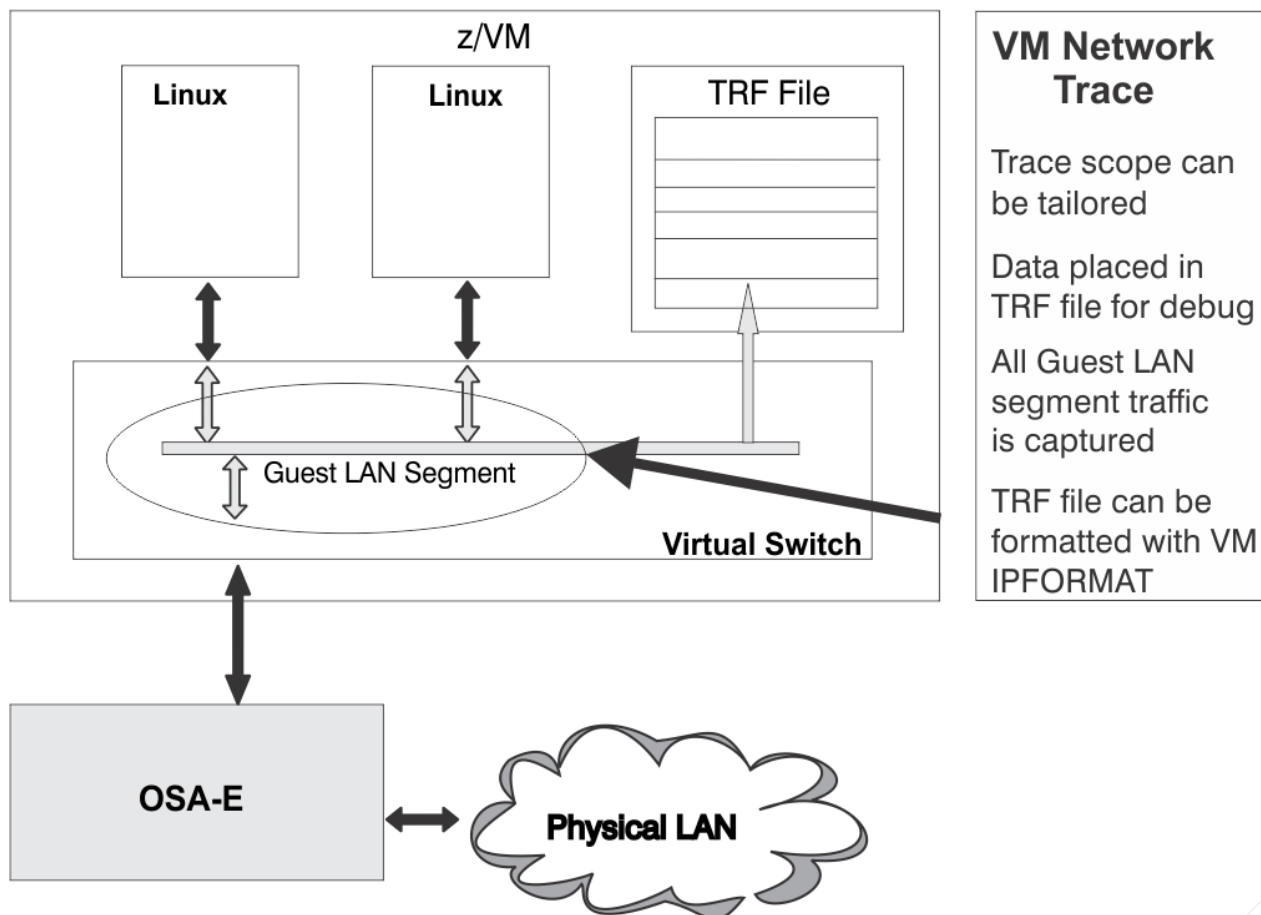 z/VM
Linux
Linux
TRF File
Guest LAN Segment
Virtual Switch
OSA-E
Physical LAN
VM Network
Trace
Trace scope can
be tailored
Data placed in
TRF file for debug
All Guest LAN
segment traffic
is captured
TRF file can be
formatted with VM
IPFORMAT